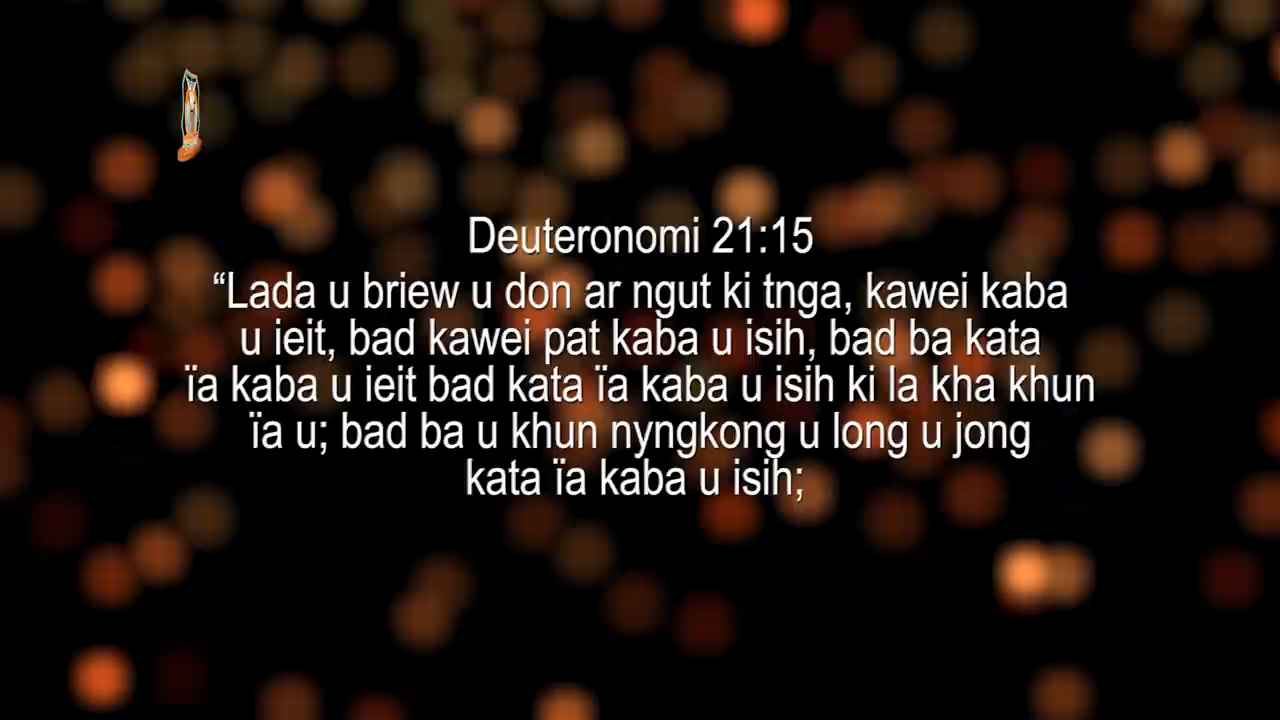 Deuteronomi 21:15
“Lada u briew u don ar ngut ki tnga, kawei kaba
u ieit, bad kawei pat kaba u isih, bad ba kata
ïa kaba u ieit bad kata ïa kaba u isih ki la kha khun
ïa u; bad ba u khun nyngkong u long u jong
kata ïa kaba u isih;